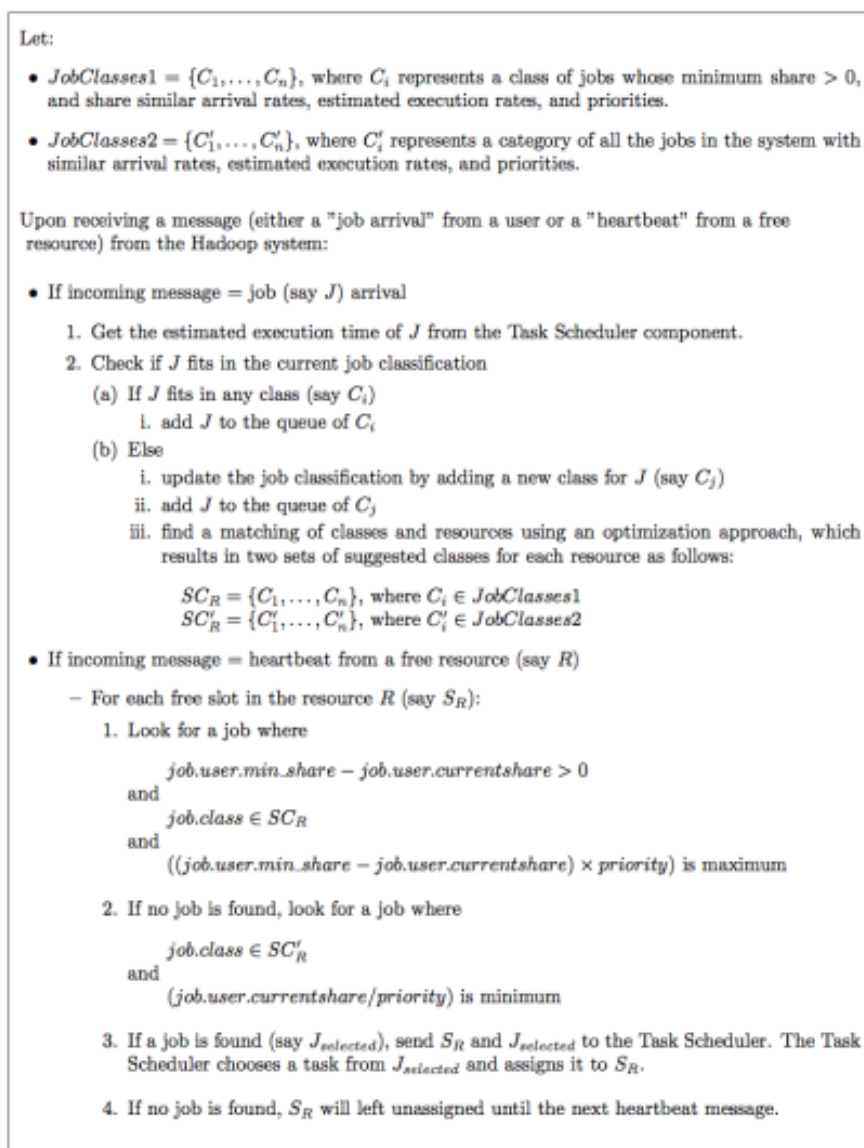 Let:
• JobClasses1 = {C₁, . . . , Cₙ}, where Cᵢ represents a class of jobs whose minimum share > 0,
and share similar arrival rates, estimated execution rates, and priorities.
• JobClasses2 = {C′₁, . . . , C′ₙ}, where C′ᵢ represents a category of all the jobs in the system with
similar arrival rates, estimated execution rates, and priorities.
Upon receiving a message (either a "job arrival" from a user or a "heartbeat" from a free
resource) from the Hadoop system:
• If incoming message = job (say J) arrival
1. Get the estimated execution time of J from the Task Scheduler component.
2. Check if J fits in the current job classification
(a) If J fits in any class (say Cᵢ)
i. add J to the queue of Cᵢ
(b) Else
i. update the job classification by adding a new class for J (say Cⱼ)
ii. add J to the queue of Cⱼ
iii. find a matching of classes and resources using an optimization approach, which
results in two sets of suggested classes for each resource as follows:
SC_R = {C₁, . . . , Cₙ}, where Cᵢ ∈ JobClasses1
SC′_R = {C′₁, . . . , C′ₙ}, where C′ᵢ ∈ JobClasses2
• If incoming message = heartbeat from a free resource (say R)
– For each free slot in the resource R (say S_R):
1. Look for a job where
job.user.min_share − job.user.currentshare > 0
and
job.class ∈ SC_R
and
((job.user.min_share − job.user.currentshare) × priority) is maximum
2. If no job is found, look for a job where
job.class ∈ SC′_R
and
(job.user.currentshare/priority) is minimum
3. If a job is found (say J_selected), send S_R and J_selected to the Task Scheduler. The Task
Scheduler chooses a task from J_selected and assigns it to S_R.
4. If no job is found, S_R will left unassigned until the next heartbeat message.